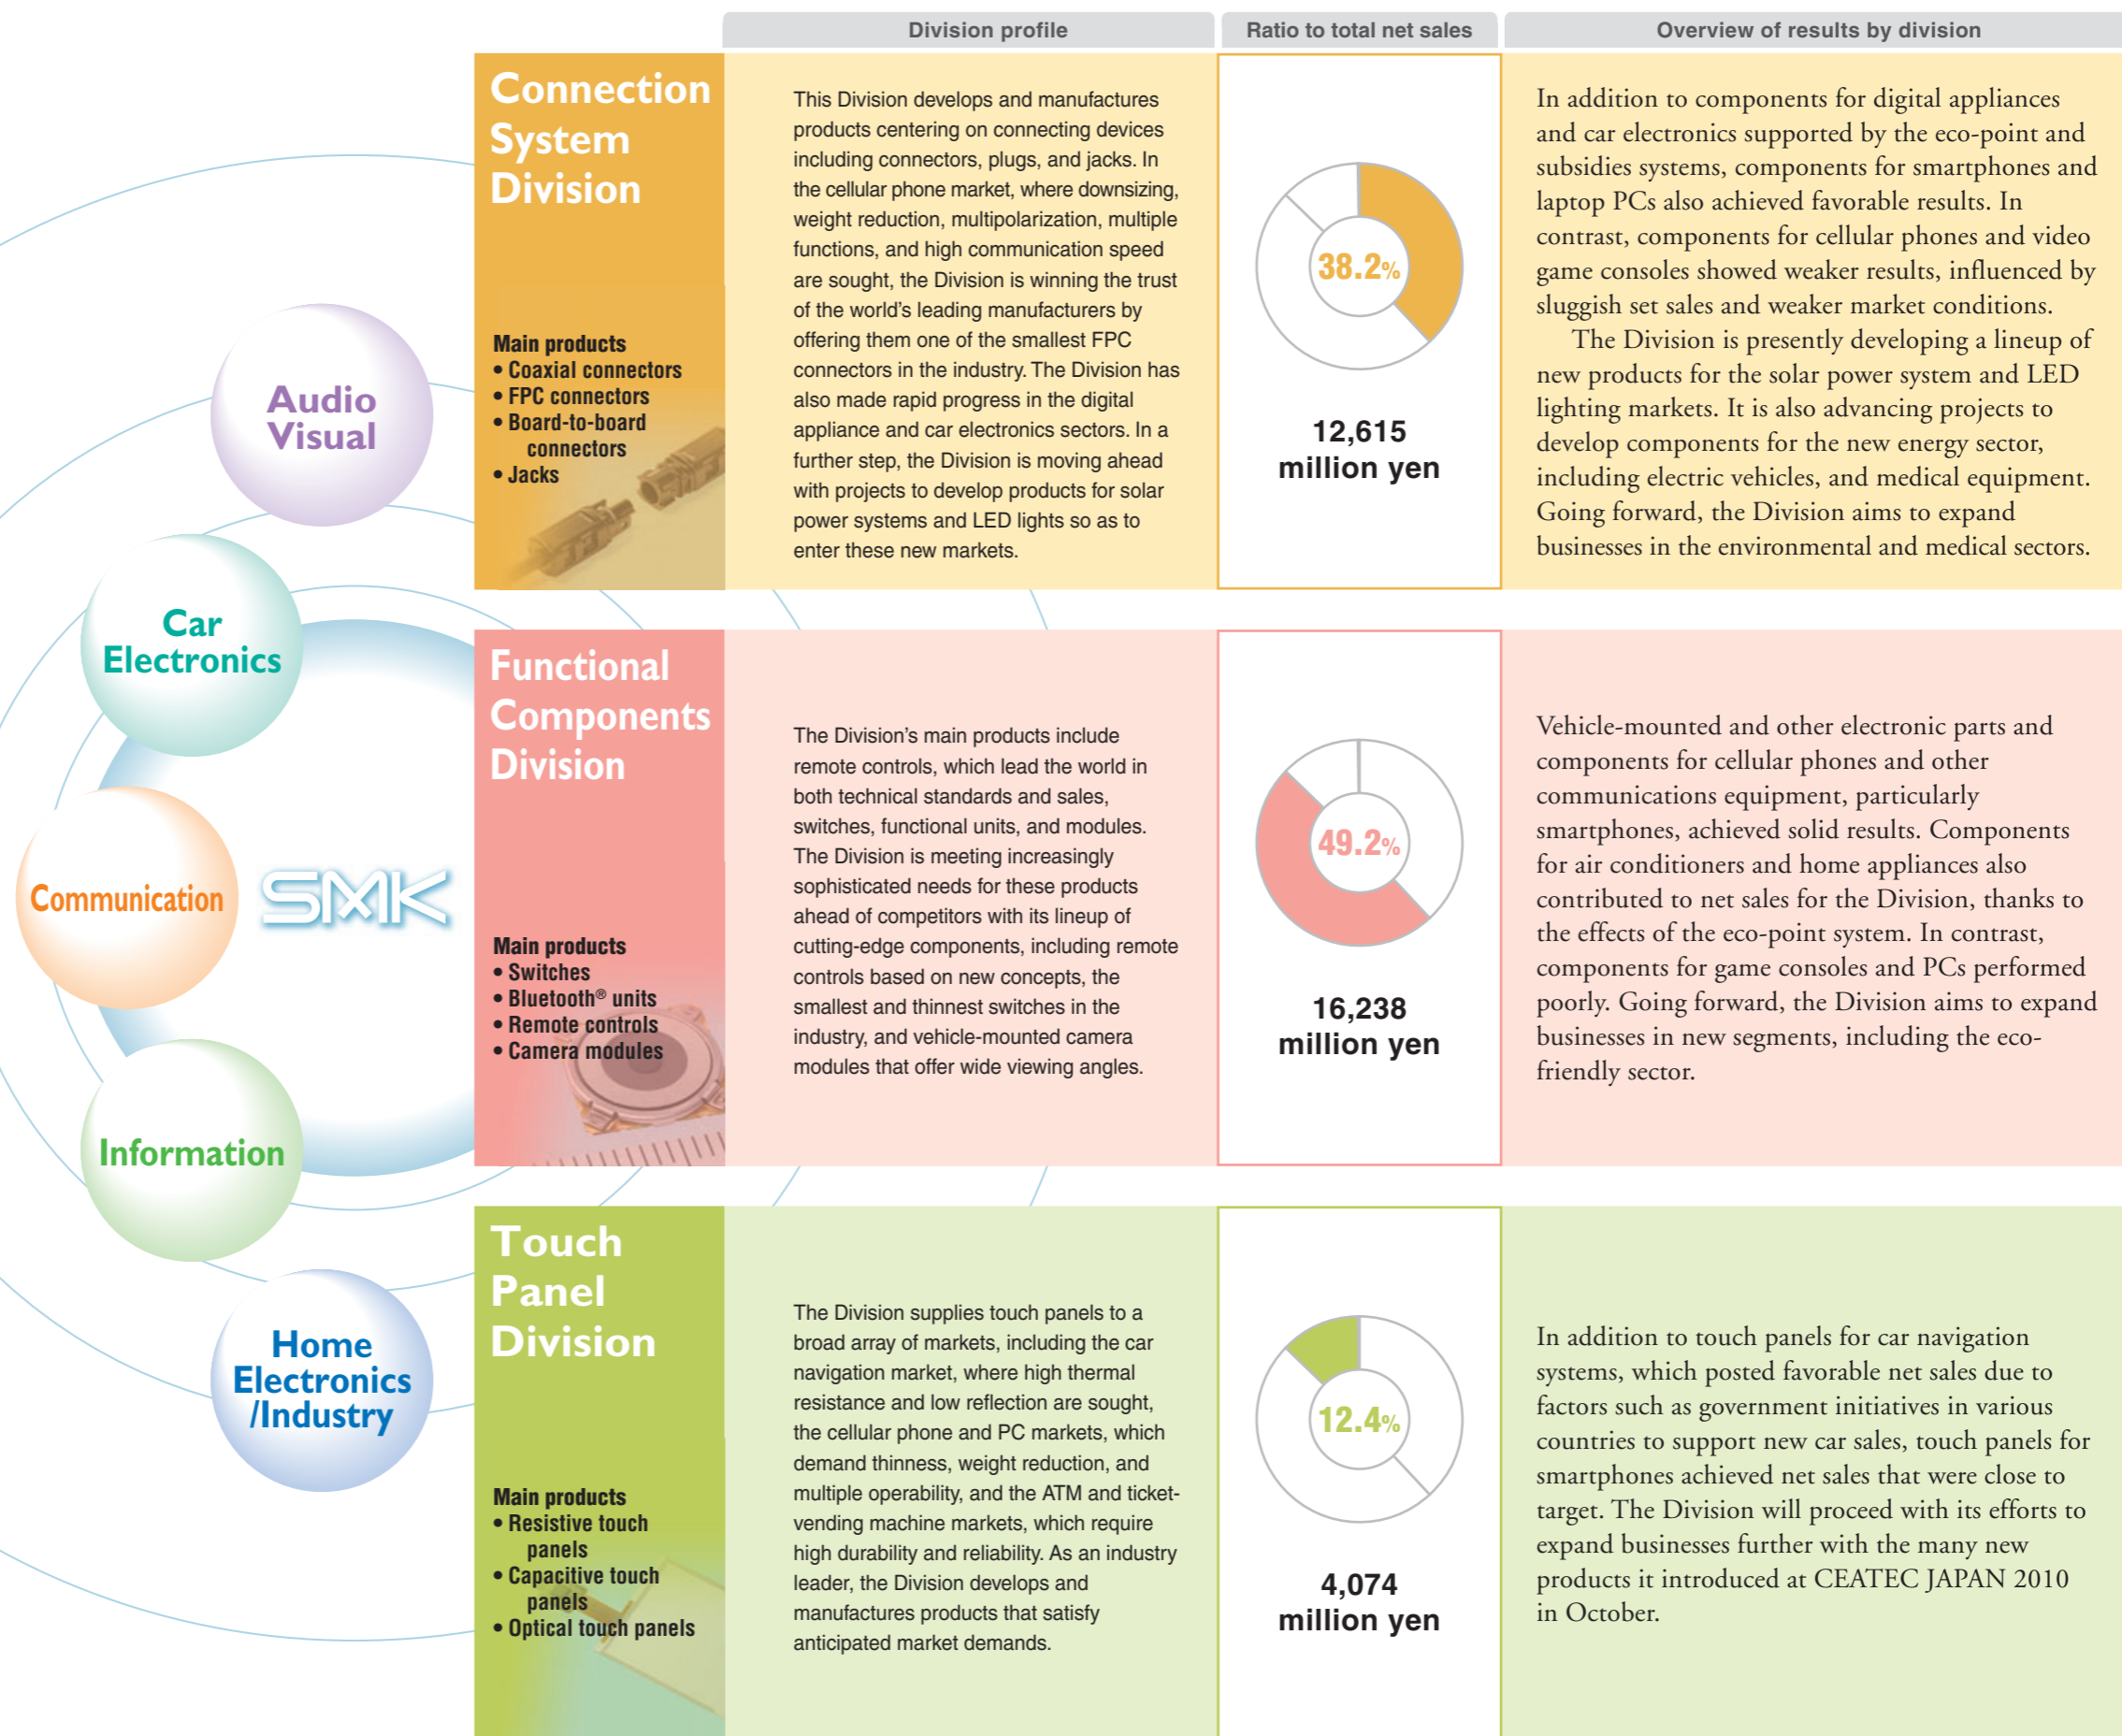 Division profile
Ratio to total net sales
Overview of results by division
Audio
Visual
Car
Electronics
Communication
SMK
Information
Home
Electronics
/Industry
Connection
System
Division
Main products
• Coaxial connectors
• FPC connectors
• Board-to-board
connectors
• Jacks
This Division develops and manufactures
products centering on connecting devices
including connectors, plugs, and jacks. In
the cellular phone market, where downsizing,
weight reduction, multipolarization, multiple
functions, and high communication speed
are sought, the Division is winning the trust
of the world's leading manufacturers by
offering them one of the smallest FPC
connectors in the industry. The Division has
also made rapid progress in the digital
appliance and car electronics sectors. In a
further step, the Division is moving ahead
with projects to develop products for solar
power systems and LED lights so as to
enter these new markets.
38.2%
12,615
million yen
In addition to components for digital appliances
and car electronics supported by the eco-point and
subsidies systems, components for smartphones and
laptop PCs also achieved favorable results. In
contrast, components for cellular phones and video
game consoles showed weaker results, influenced by
sluggish set sales and weaker market conditions.
The Division is presently developing a lineup of
new products for the solar power system and LED
lighting markets. It is also advancing projects to
develop components for the new energy sector,
including electric vehicles, and medical equipment.
Going forward, the Division aims to expand
businesses in the environmental and medical sectors.
Functional
Components
Division
Main products
• Switches
• Bluetooth® units
• Remote controls
• Camera modules
The Division's main products include
remote controls, which lead the world in
both technical standards and sales,
switches, functional units, and modules.
The Division is meeting increasingly
sophisticated needs for these products
ahead of competitors with its lineup of
cutting-edge components, including remote
controls based on new concepts, the
smallest and thinnest switches in the
industry, and vehicle-mounted camera
modules that offer wide viewing angles.
49.2%
16,238
million yen
Vehicle-mounted and other electronic parts and
components for cellular phones and other
communications equipment, particularly
smartphones, achieved solid results. Components
for air conditioners and home appliances also
contributed to net sales for the Division, thanks to
the effects of the eco-point system. In contrast,
components for game consoles and PCs performed
poorly. Going forward, the Division aims to expand
businesses in new segments, including the eco-
friendly sector.
Touch
Panel
Division
Main products
• Resistive touch
panels
• Capacitive touch
panels
• Optical touch panels
The Division supplies touch panels to a
broad array of markets, including the car
navigation market, where high thermal
resistance and low reflection are sought,
the cellular phone and PC markets, which
demand thinness, weight reduction, and
multiple operability, and the ATM and ticket-
vending machine markets, which require
high durability and reliability. As an industry
leader, the Division develops and
manufactures products that satisfy
anticipated market demands.
12.4%
4,074
million yen
In addition to touch panels for car navigation
systems, which posted favorable net sales due to
factors such as government initiatives in various
countries to support new car sales, touch panels for
smartphones achieved net sales that were close to
target. The Division will proceed with its efforts to
expand businesses further with the many new
products it introduced at CEATEC JAPAN 2010
in October.